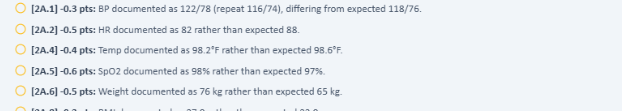 [2A.1] -0.3 pts: BP documented as 122/78 (repeat 116/74), differing from expected 118/76.
[2A.2] -0.5 pts: HR documented as 82 rather than expected 88.
[2A.4] -0.4 pts: Temp documented as 98.2°F rather than expected 98.6°F.
[2A.5] -0.6 pts: SpO2 documented as 98% rather than expected 97%.
[2A.6] -0.5 pts: Weight documented as 76 kg rather than expected 65 kg.